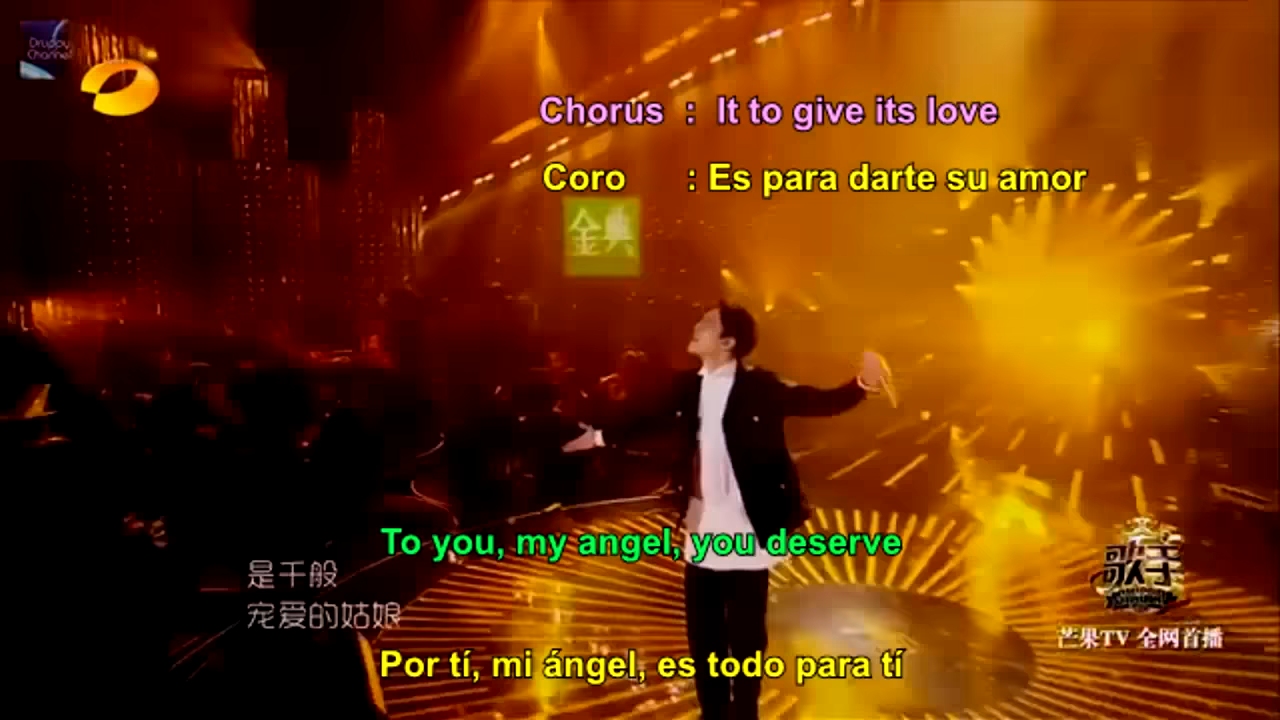 Druppy
Channel
Chorus : It to give its love
Coro : Es para darte su amor
金典
To you, my angel, you deserve
是千般
宠爱的姑娘
歌手
芒果TV 全网首播
Por tí, mi ángel, es todo para tí